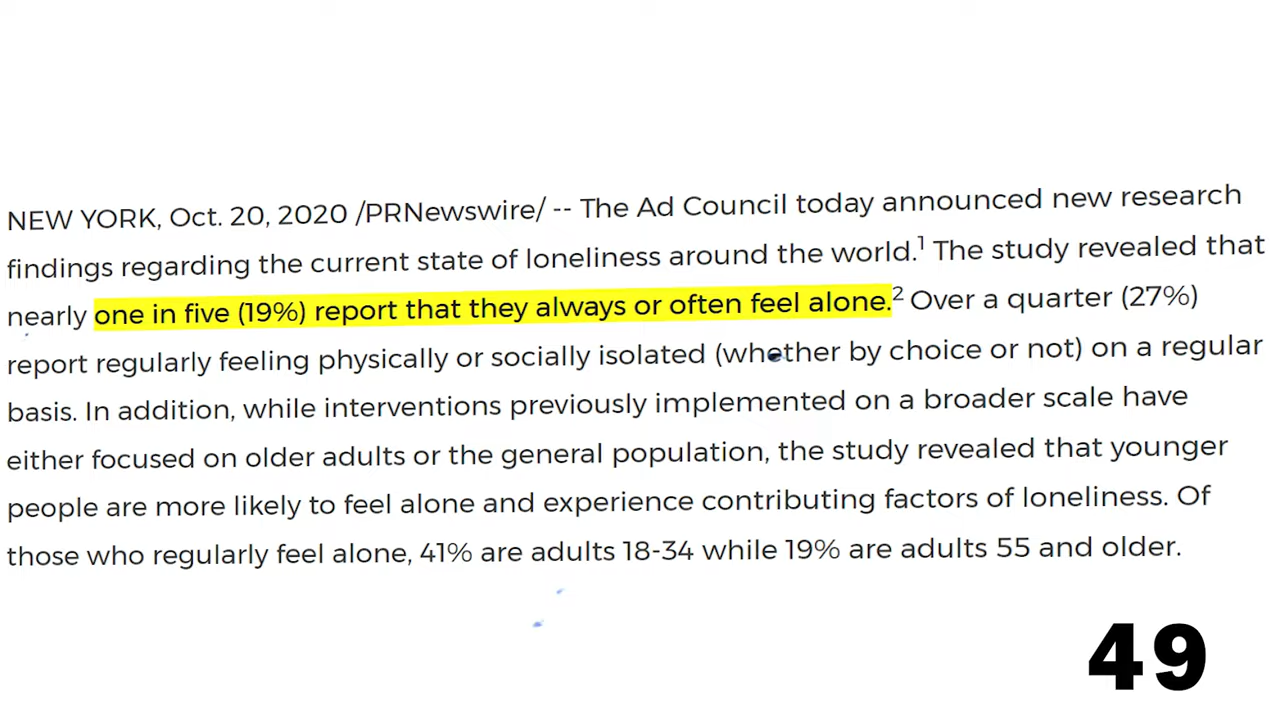 NEW YORK, Oct. 20, 2020 /PRNewswire/ -- The Ad Council today announced new research
findings regarding the current state of loneliness around the world.¹ The study revealed that
nearly one in five (19%) report that they always or often feel alone.² Over a quarter (27%)
report regularly feeling physically or socially isolated (whether by choice or not) on a regular
basis. In addition, while interventions previously implemented on a broader scale have
either focused on older adults or the general population, the study revealed that younger
people are more likely to feel alone and experience contributing factors of loneliness. Of
those who regularly feel alone, 41% are adults 18-34 while 19% are adults 55 and older.
49